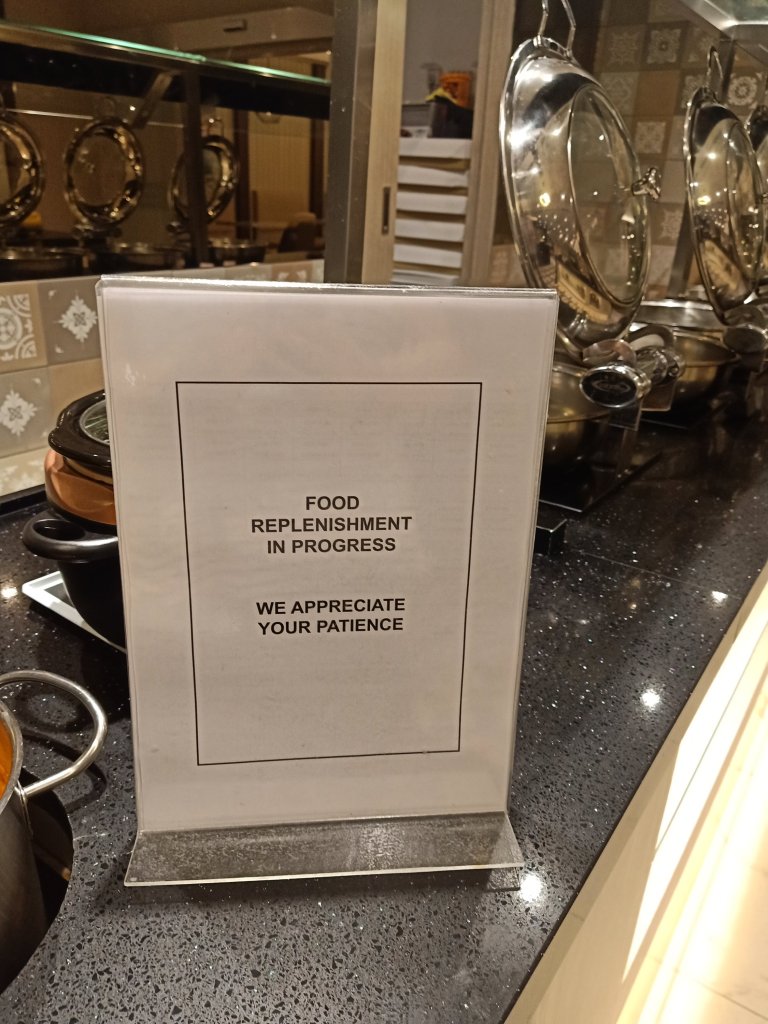 FOOD
REPLENISHMENT
IN PROGRESS
WE APPRECIATE
YOUR PATIENCE